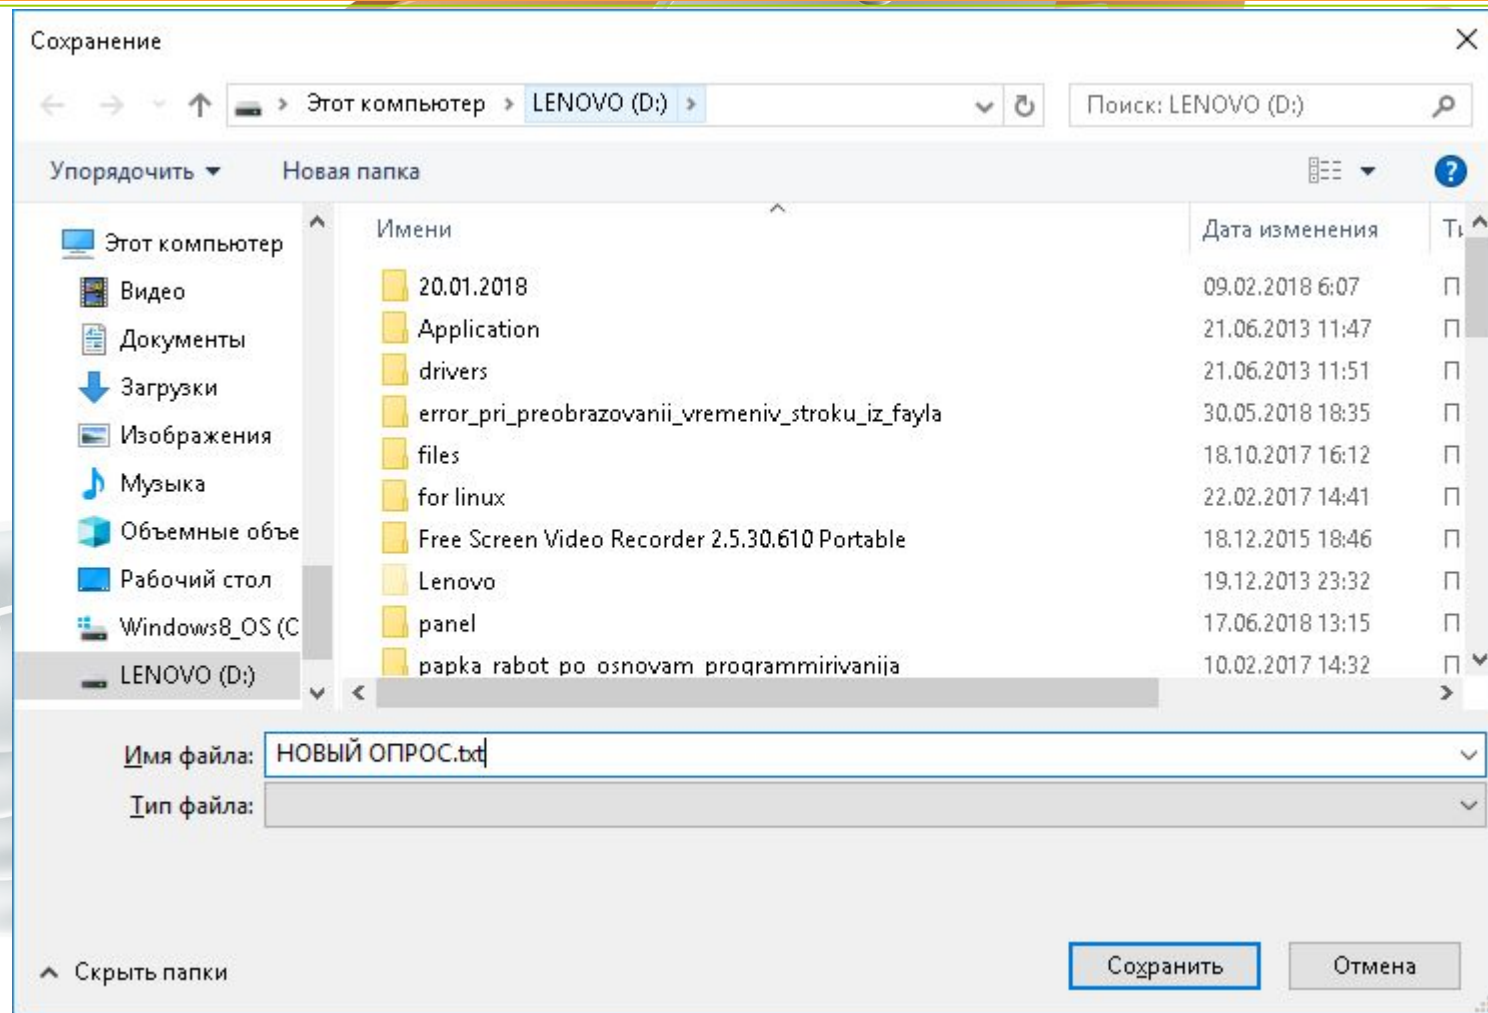 Сохранение
Этот компьютер > LENOVO (D:) >
Поиск: LENOVO (D:)
Упорядочить
Новая папка
Этот компьютер
Видео
Документы
Загрузки
Изображения
Музыка
Объемные объе
Рабочий стол
Windows8_OS (C
LENOVO (D:)
Имени Дата изменения Ти
20.01.2018 09.02.2018 6:07 П
Application 21.06.2013 11:47 П
drivers 21.06.2013 11:51 П
error_pri_preobrazovanii_vremeniv_stroku_iz_fayla 30.05.2018 18:35 П
files 18.10.2017 16:12 П
for linux 22.02.2017 14:41 П
Free Screen Video Recorder 2.5.30.610 Portable 18.12.2015 18:46 П
Lenovo 19.12.2013 23:32 П
panel 17.06.2018 13:15 П
papka_rabot_po_osnovam_programmirivanija 10.02.2017 14:32 П
Имя файла: НОВЫЙ ОПРОС.txt
Тип файла:
Скрыть папки
Сохранить
Отмена